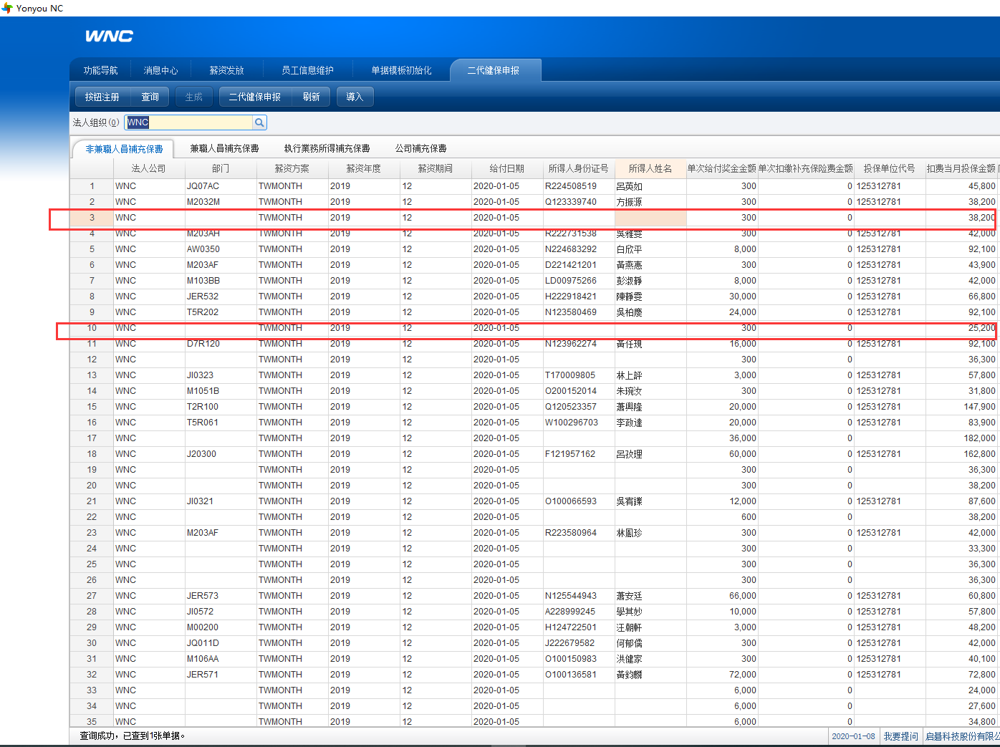 Yonyou NC
WNC
功能导航 消息中心 薪资发放 员工信息维护 单据模板初始化 二代健保申报
按钮注册 查询 生成 二代健保申报 刷新 導入
法人组织(O) WNC
非兼職人員補充保費 兼職人員補充保費 執行業務所得補充保費 公司補充保費
法人公司 部门 薪资方案 薪资年度 薪资期间 给付日期 所得人身份证号 所得人姓名 单次给付奖金金额 单次扣缴补充保险费金额 投保单位代号 扣费当月投保金额
1 WNC JQ07AC TWMONTH 2019 12 2020-01-05 R224508519 呂英如 300 0 125312781 45,800
2 WNC M2032M TWMONTH 2019 12 2020-01-05 Q123339740 方振源 300 0 125312781 38,200
3 WNC TWMONTH 2019 12 2020-01-05 300 0 38,200
4 WNC M203AH TWMONTH 2019 12 2020-01-05 R222731538 吳雅雯 300 0 125312781 42,000
5 WNC AW0350 TWMONTH 2019 12 2020-01-05 N224683292 白欣平 8,000 0 125312781 92,100
6 WNC M203AF TWMONTH 2019 12 2020-01-05 D221421201 黃燕惠 300 0 125312781 43,900
7 WNC M103BB TWMONTH 2019 12 2020-01-05 LD00975266 彭淑靜 8,000 0 125312781 42,000
8 WNC JER532 TWMONTH 2019 12 2020-01-05 H222918421 陳靜雯 30,000 0 125312781 66,800
9 WNC T5R202 TWMONTH 2019 12 2020-01-05 N123580469 吳柏慶 24,000 0 125312781 92,100
10 WNC TWMONTH 2019 12 2020-01-05 300 0 25,200
11 WNC D7R120 TWMONTH 2019 12 2020-01-05 N123962274 黃任現 16,000 0 125312781 92,100
12 WNC TWMONTH 2019 12 2020-01-05 300 0 36,300
13 WNC JI0323 TWMONTH 2019 12 2020-01-05 T170009805 林上評 3,000 0 125312781 57,800
14 WNC M1051B TWMONTH 2019 12 2020-01-05 O200152014 朱琬汝 300 0 125312781 31,800
15 WNC T2R100 TWMONTH 2019 12 2020-01-05 Q120523357 蕭興隆 20,000 0 125312781 147,900
16 WNC T5R061 TWMONTH 2019 12 2020-01-05 W100296703 李政達 20,000 0 125312781 83,900
17 WNC TWMONTH 2019 12 2020-01-05 36,000 0 182,000
18 WNC J20300 TWMONTH 2019 12 2020-01-05 F121957162 呂孜理 60,000 0 125312781 162,800
19 WNC TWMONTH 2019 12 2020-01-05 300 0 36,300
20 WNC TWMONTH 2019 12 2020-01-05 300 0 38,200
21 WNC JI0321 TWMONTH 2019 12 2020-01-05 O100066593 吳宥鑠 12,000 0 125312781 87,600
22 WNC TWMONTH 2019 12 2020-01-05 600 0 38,200
23 WNC M203AF TWMONTH 2019 12 2020-01-05 R223580964 林鳳珍 300 0 125312781 42,000
24 WNC TWMONTH 2019 12 2020-01-05 300 0 33,300
25 WNC TWMONTH 2019 12 2020-01-05 300 0 36,300
26 WNC TWMONTH 2019 12 2020-01-05 300 0 36,300
27 WNC JER573 TWMONTH 2019 12 2020-01-05 N125544943 蕭安廷 66,000 0 125312781 60,800
28 WNC JI0572 TWMONTH 2019 12 2020-01-05 A228999245 學其妙 10,000 0 125312781 57,800
29 WNC M00200 TWMONTH 2019 12 2020-01-05 H124722501 汪朝軒 3,000 0 125312781 48,200
30 WNC JQ011D TWMONTH 2019 12 2020-01-05 J222679582 何郁儒 300 0 125312781 42,000
31 WNC M106AA TWMONTH 2019 12 2020-01-05 O100150983 洪健家 300 0 125312781 40,100
32 WNC JER571 TWMONTH 2019 12 2020-01-05 O100136581 黃鈞麟 72,000 0 125312781 72,800
33 WNC TWMONTH 2019 12 2020-01-05 6,000 0 24,000
34 WNC TWMONTH 2019 12 2020-01-05 6,000 0 27,600
35 WNC TWMONTH 2019 12 2020-01-05 6,000 0 34,800
查询成功，已查到1张单据。 2020-01-08 我要提问 启碁科技股份有限公